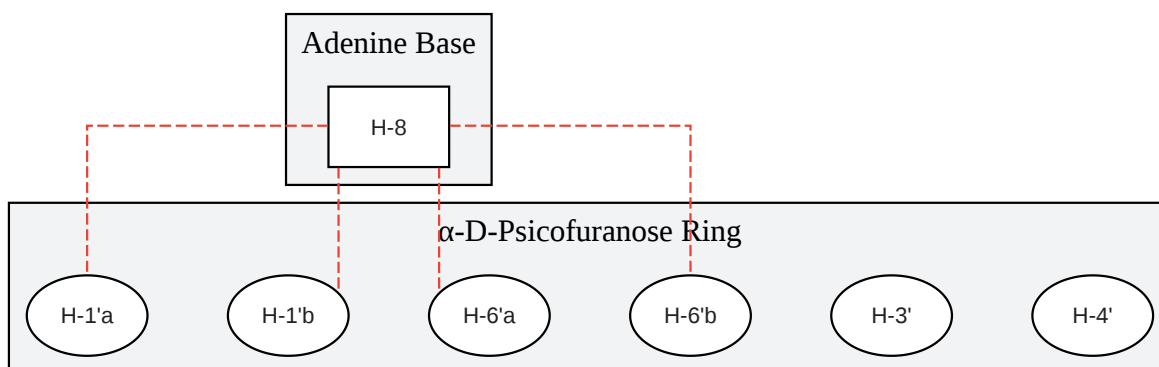 Adenine Base
H-8
α-D-Psicofuranose Ring
H-1'a
H-1'b
H-6'a
H-6'b
H-3'
H-4'